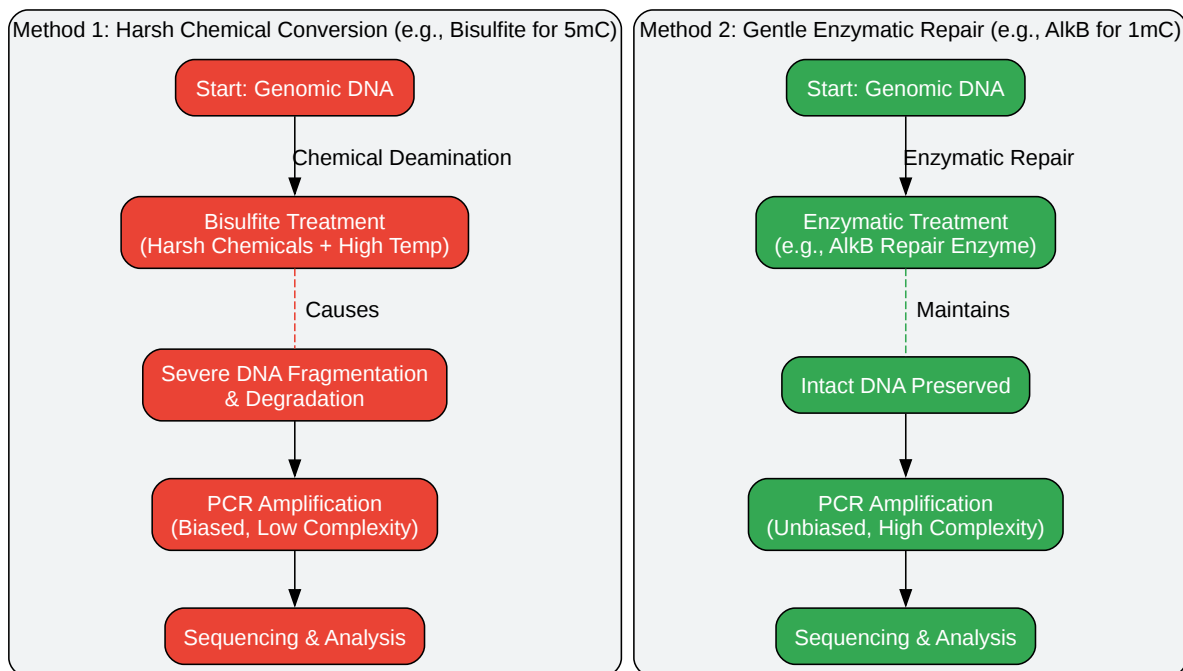 Method 1: Harsh Chemical Conversion (e.g., Bisulfite for 5mC)
Start: Genomic DNA
Chemical Deamination
Bisulfite Treatment
(Harsh Chemicals + High Temp)
Causes
Severe DNA Fragmentation
& Degradation
PCR Amplification
(Biased, Low Complexity)
Sequencing & Analysis
Method 2: Gentle Enzymatic Repair (e.g., AlkB for 1mC)
Start: Genomic DNA
Enzymatic Repair
Enzymatic Treatment
(e.g., AlkB Repair Enzyme)
Maintains
Intact DNA Preserved
PCR Amplification
(Unbiased, High Complexity)
Sequencing & Analysis